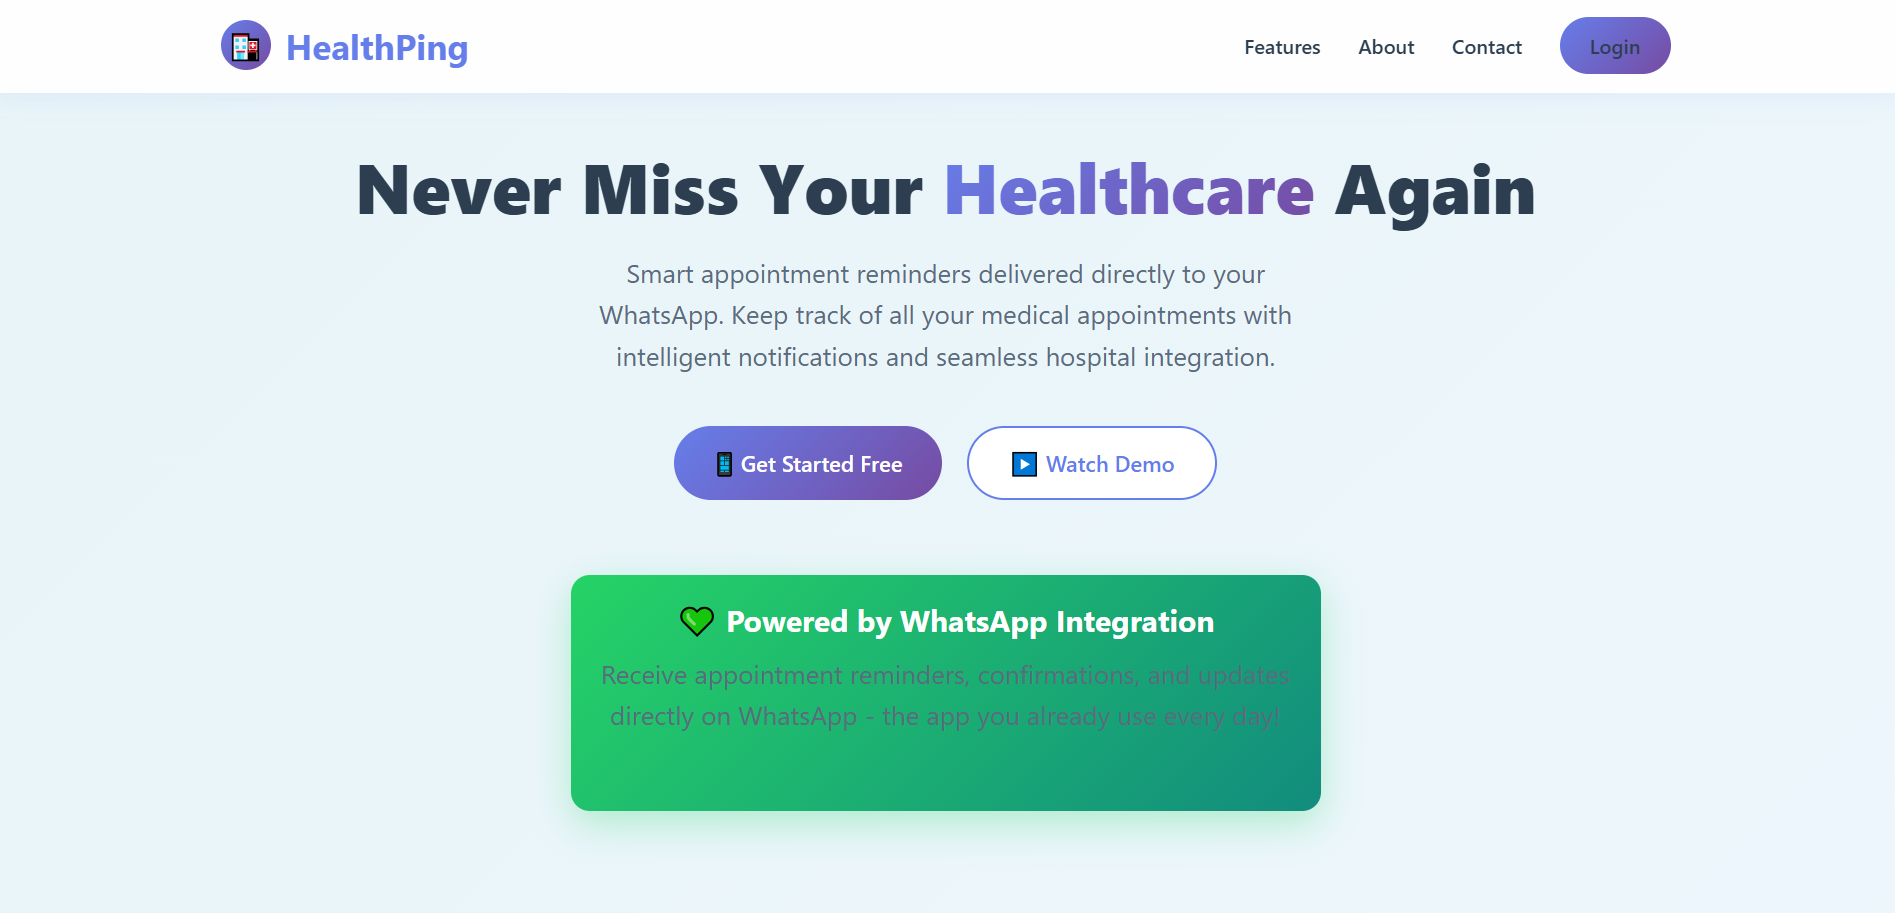 HealthPing
Features About Contact Login
Never Miss Your Healthcare Again
Smart appointment reminders delivered directly to your
WhatsApp. Keep track of all your medical appointments with
intelligent notifications and seamless hospital integration.
Get Started Free Watch Demo
Powered by WhatsApp Integration
Receive appointment reminders, confirmations, and updates
directly on WhatsApp - the app you already use every day!